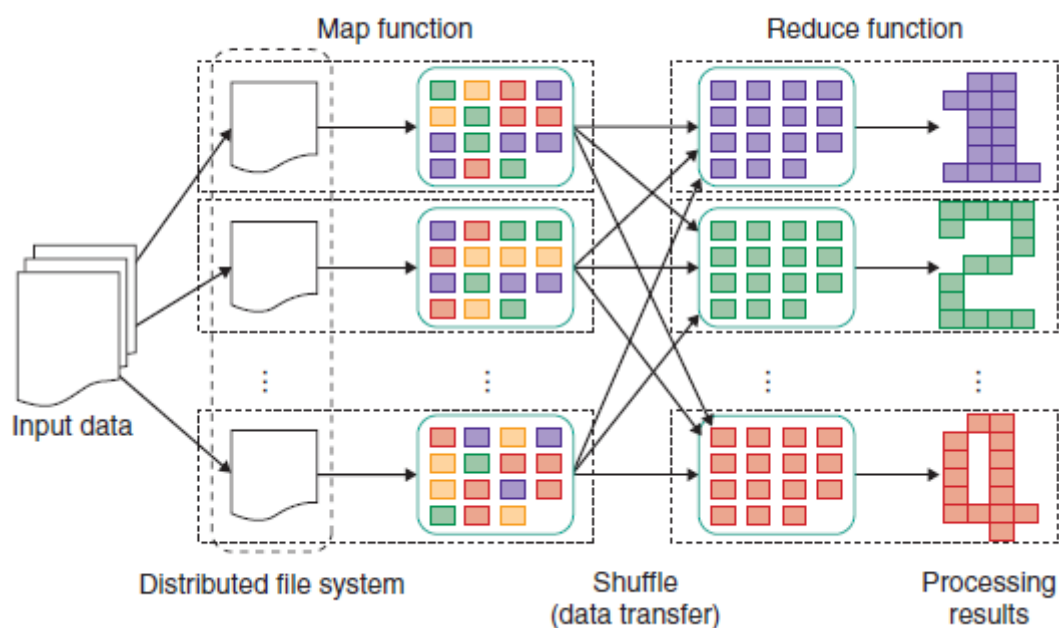 Map function
Reduce function
Input data
Distributed file system
Shuffle
(data transfer)
Processing
results